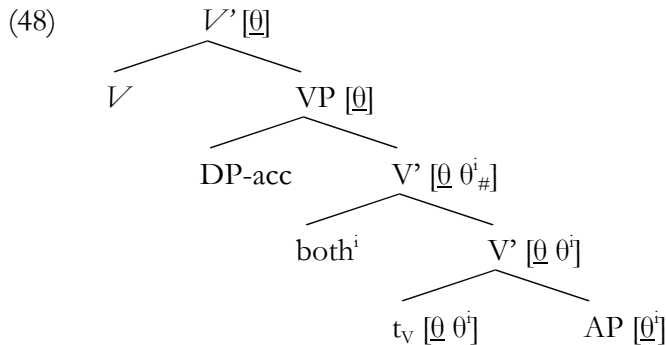 (48) V' [θ]
V VP [θ]
DP-acc V' [θ θⁱ#]
bothⁱ V' [θ θⁱ]
tV [θ θⁱ] AP [θⁱ]